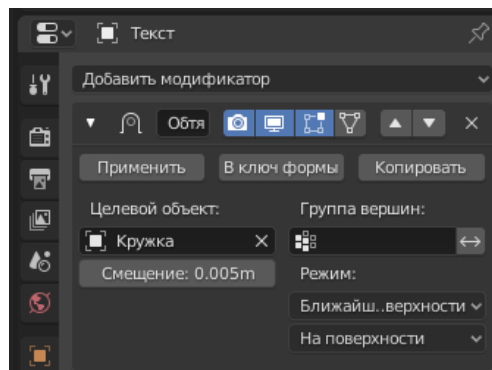 Текст
Добавить модификатор
Обтя
Применить В ключ формы Копировать
Целевой объект: Группа вершин:
Кружка
Смещение: 0.005m Режим:
Ближайш..верхности
На поверхности